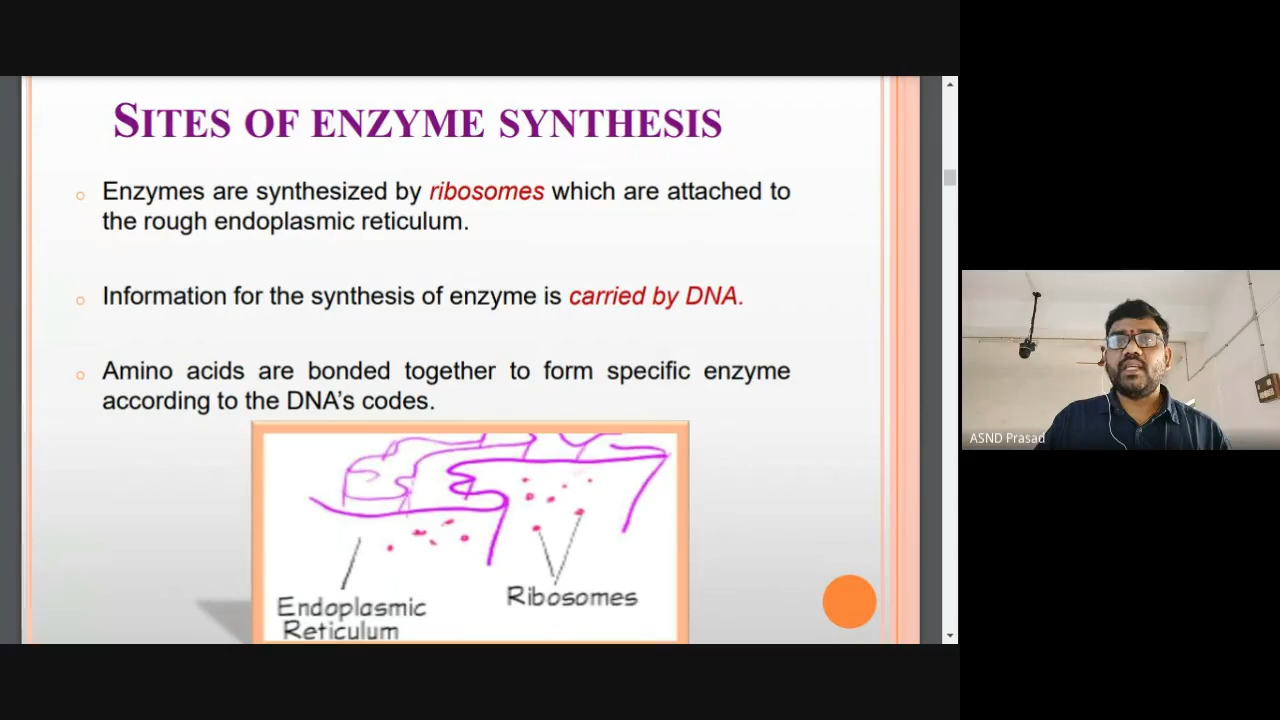 SITES OF ENZYME SYNTHESIS
Enzymes are synthesized by ribosomes which are attached to
the rough endoplasmic reticulum.
Information for the synthesis of enzyme is carried by DNA.
Amino acids are bonded together to form specific enzyme
according to the DNA’s codes.
Ribosomes
Endoplasmic
Reticulum
ASND Prasad